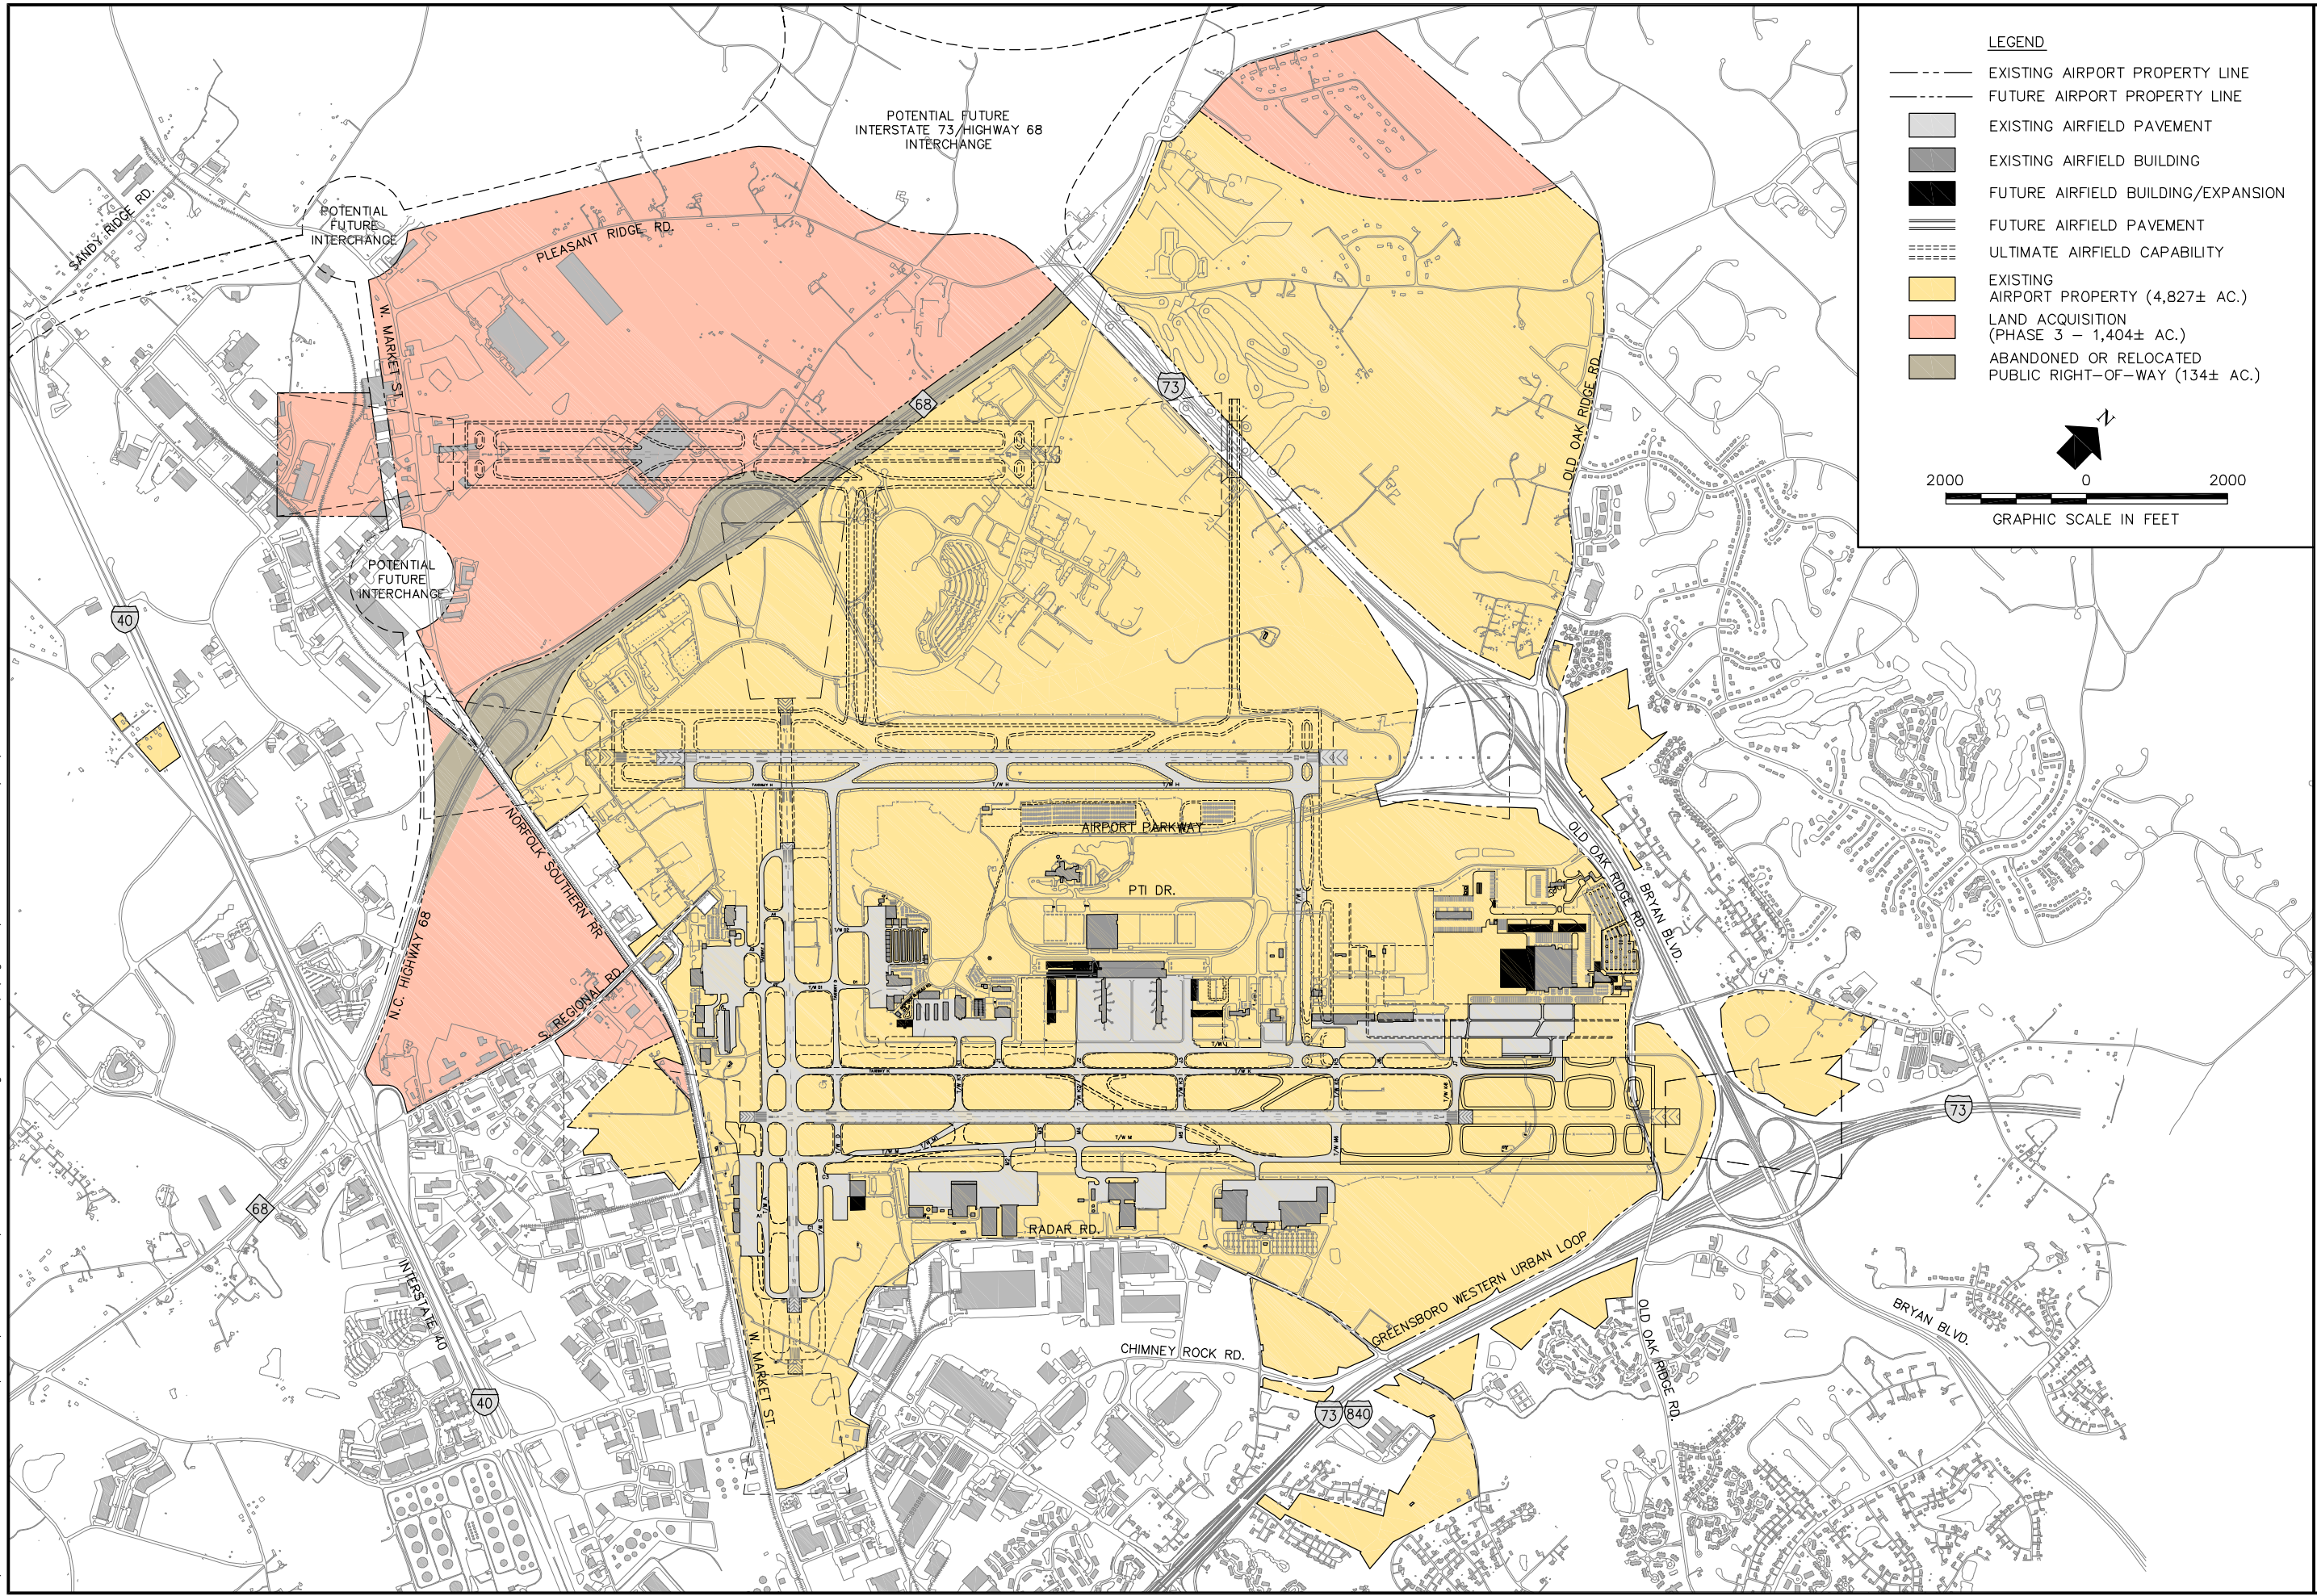 LEGEND
EXISTING AIRPORT PROPERTY LINE
FUTURE AIRPORT PROPERTY LINE
EXISTING AIRFIELD PAVEMENT
EXISTING AIRFIELD BUILDING
FUTURE AIRFIELD BUILDING/EXPANSION
FUTURE AIRFIELD PAVEMENT
ULTIMATE AIRFIELD CAPABILITY
EXISTING
AIRPORT PROPERTY (4,827± AC.)
LAND ACQUISITION
(PHASE 3 – 1,404± AC.)
ABANDONED OR RELOCATED
PUBLIC RIGHT-OF-WAY (134± AC.)
N
2000 0 2000
GRAPHIC SCALE IN FEET
POTENTIAL FUTURE
INTERSTATE 73/HIGHWAY 68
INTERCHANGE
SANDY RIDGE RD.
POTENTIAL
FUTURE
INTERCHANGE
PLEASANT RIDGE RD.
W. MARKET ST.
73
68
OLD OAK RIDGE RD
POTENTIAL
FUTURE
INTERCHANGE
40
TAXIWAY H
T/W H
T/W H
AIRPORT PARKWAY
NORFOLK SOUTHERN RR
PTI DR.
T/W E
OLD OAK RIDGE RD.
BRYAN BLVD.
N.C. HIGHWAY 68
S. REGIONAL RD.
T/W J
TAXIWAY K
T/W K
T/W M
T/W M
T/W D
T/W M6
73
68
T/W A
T/W C
RADAR RD.
GREENSBORO WESTERN URBAN LOOP
INTERSTATE 40
CHIMNEY ROCK RD.
W. MARKET ST.
OLD OAK RIDGE RD.
BRYAN BLVD.
40
73
840